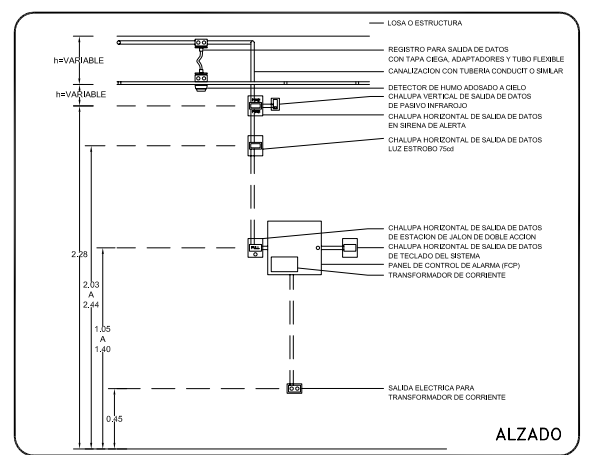 LOSA O ESTRUCTURA
REGISTRO PARA SALIDA DE DATOS
CON TAPA CIEGA, ADAPTADORES Y TUBO FLEXIBLE
h=VARIABLE
CANALIZACION CON TUBERIA CONDUCIT O SIMILAR
DETECTOR DE HUMO ADOSADO A CIELO
h=VARIABLE
CHALUPA VERTICAL DE SALIDA DE DATOS
DE PASIVO INFRAROJO
FIRE
FIRE
CHALUPA HORIZONTAL DE SALIDA DE DATOS
EN SIRENA DE ALERTA
CHALUPA HORIZONTAL DE SALIDA DE DATOS
LUZ ESTROBO 75cd
CHALUPA HORIZONTAL DE SALIDA DE DATOS
DE ESTACION DE JALON DE DOBLE ACCION
PULL
CHALUPA HORIZONTAL DE SALIDA DE DATOS
DE TECLADO DEL SISTEMA
PANEL DE CONTROL DE ALARMA (FCP)
TRANSFORMADOR DE CORRIENTE
2.28
2.03
A
2.44
1.05
A
1.40
SALIDA ELECTRICA PARA
TRANSFORMADOR DE CORRIENTE
0.45
ALZADO